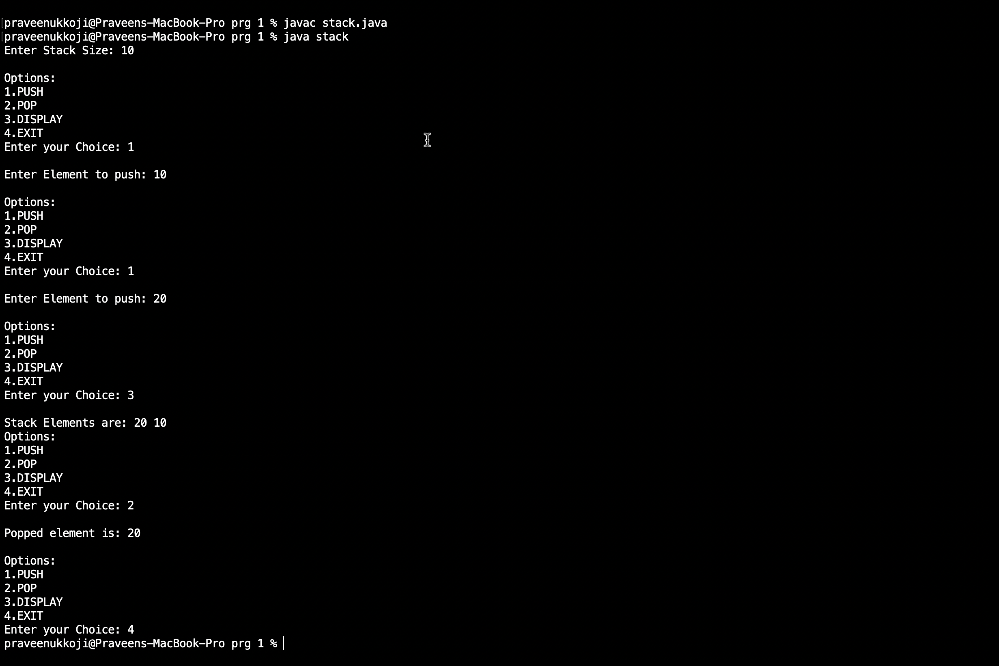 praveenukkoji@Praveens-MacBook-Pro prg 1 % javac stack.java
praveenukkoji@Praveens-MacBook-Pro prg 1 % java stack
Enter Stack Size: 10
Options:
1.PUSH
2.POP
3.DISPLAY
4.EXIT
Enter your Choice: 1
Enter Element to push: 10
Options:
1.PUSH
2.POP
3.DISPLAY
4.EXIT
Enter your Choice: 1
Enter Element to push: 20
Options:
1.PUSH
2.POP
3.DISPLAY
4.EXIT
Enter your Choice: 3
Stack Elements are: 20 10
Options:
1.PUSH
2.POP
3.DISPLAY
4.EXIT
Enter your Choice: 2
Popped element is: 20
Options:
1.PUSH
2.POP
3.DISPLAY
4.EXIT
Enter your Choice: 4
praveenukkoji@Praveens-MacBook-Pro prg 1 %